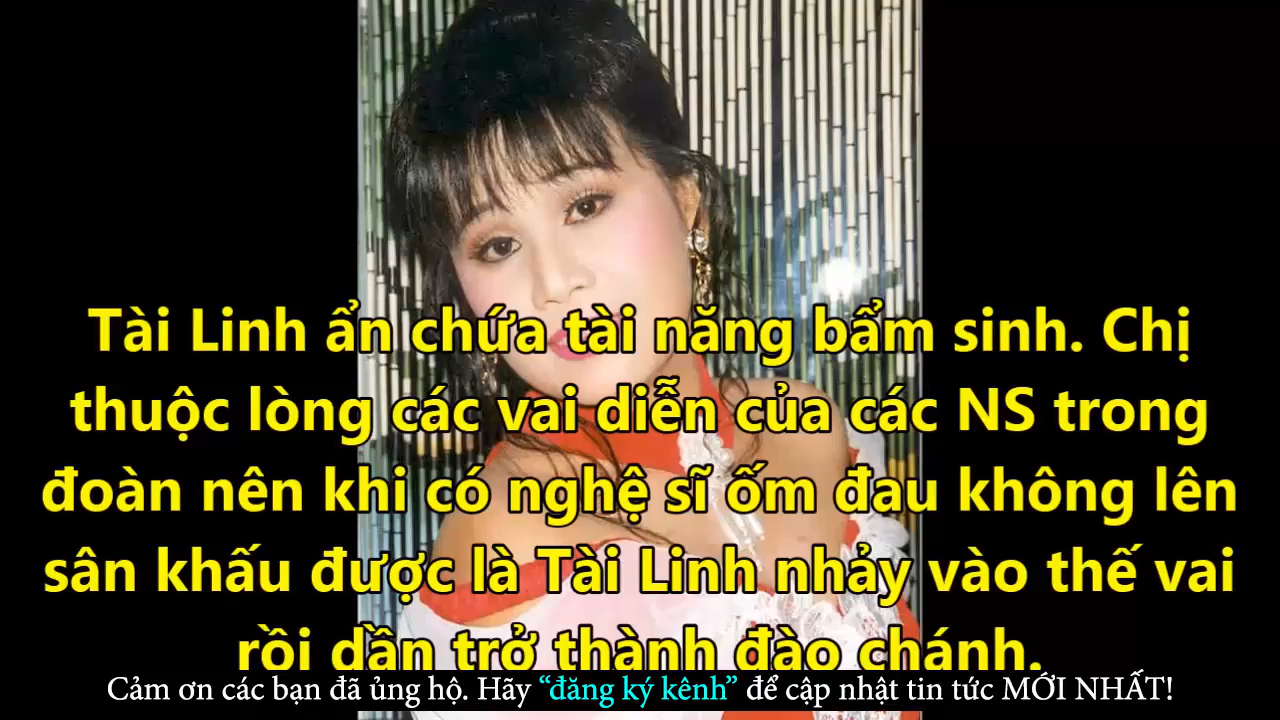 Tài Linh ẩn chứa tài năng bẩm sinh. Chị
thuộc lòng các vai diễn của các NS trong
đoàn nên khi có nghệ sĩ ốm đau không lên
sân khấu được là Tài Linh nhảy vào thế vai
rồi dần trở thành đào chánh.
Cảm ơn các bạn đã ủng hộ. Hãy “đăng ký kênh” để cập nhật tin tức MỚI NHẤT!